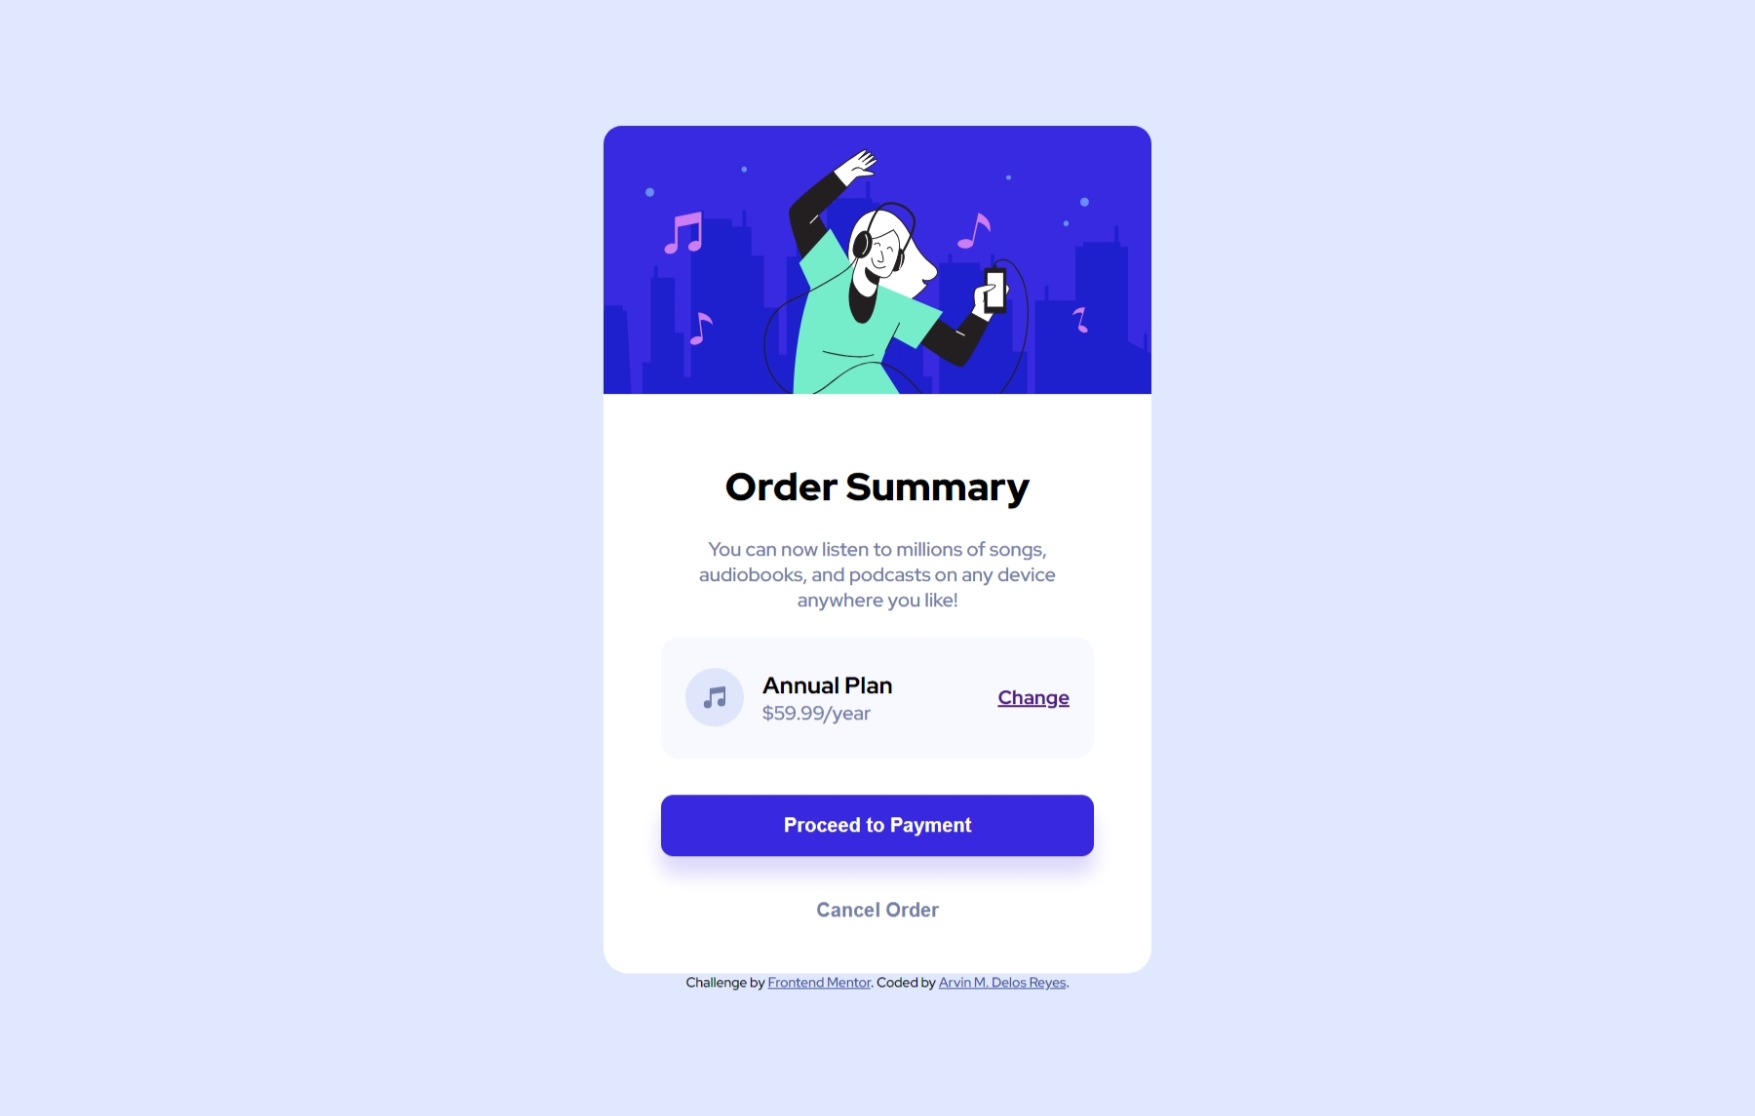 Order Summary
You can now listen to millions of songs,
audiobooks, and podcasts on any device
anywhere you like!
Annual Plan
$59.99/year
Change
Proceed to Payment
Cancel Order
Challenge by Frontend Mentor. Coded by Arvin M. Delos Reyes.